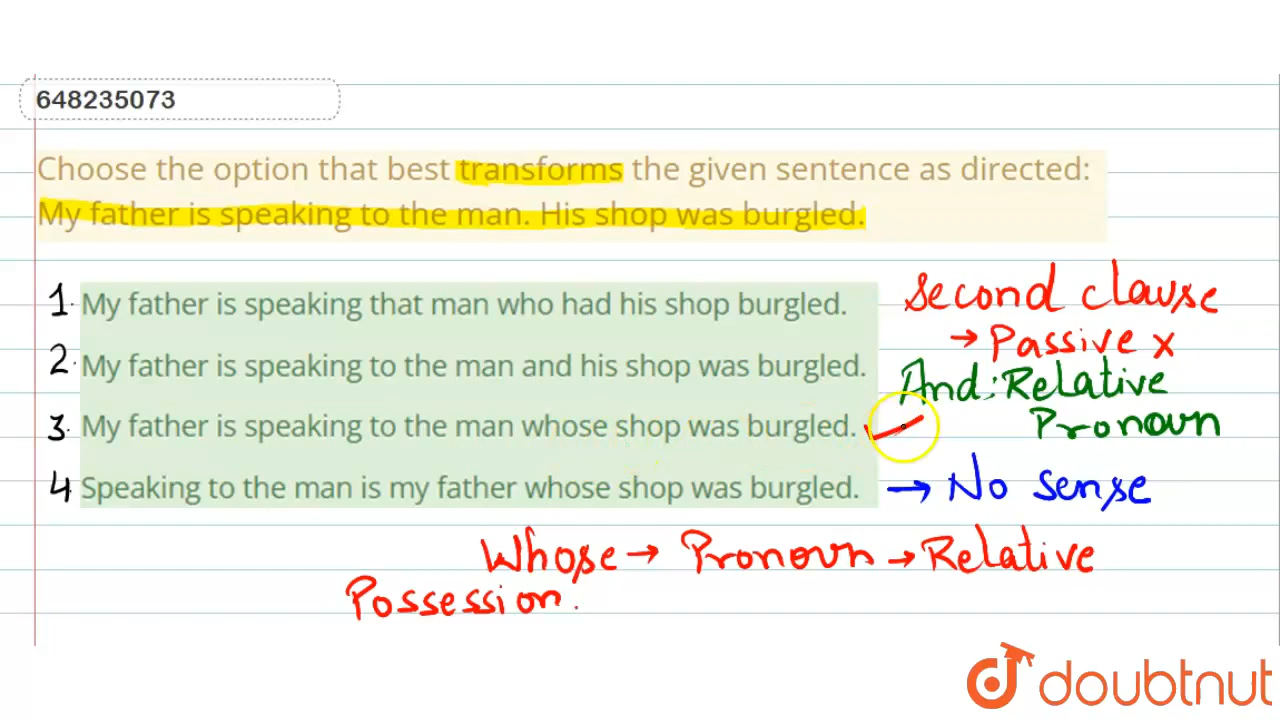 648235073
Choose the option that best transforms the given sentence as directed:
My father is speaking to the man. His shop was burgled.
1. My father is speaking that man who had his shop burgled.
2. My father is speaking to the man and his shop was burgled.
3. My father is speaking to the man whose shop was burgled.
4. Speaking to the man is my father whose shop was burgled.
Second clause
→ Passive x
And : Relative
Pronoun
→ No sense
Whose → Pronoun → Relative
Possession.
doubtnut